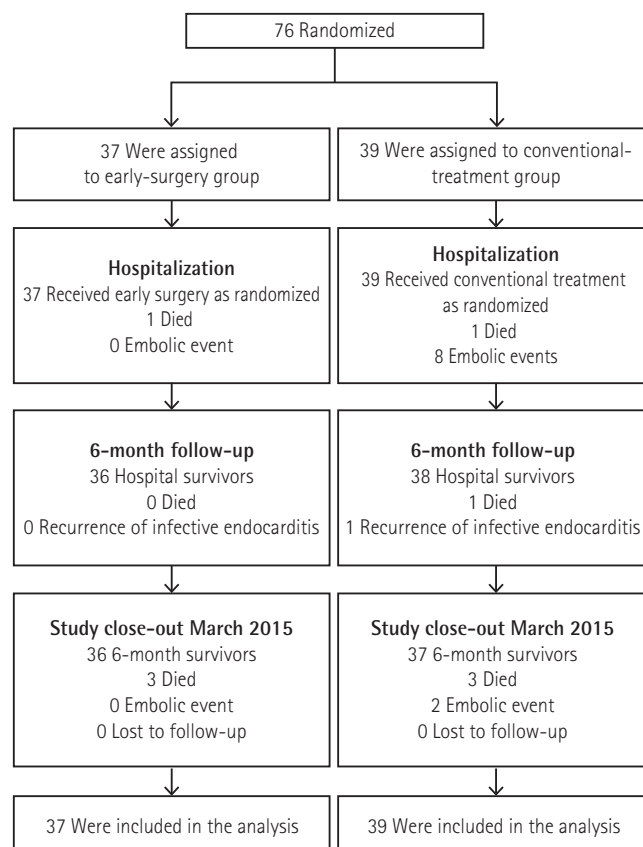 76 Randomized
37 Were assigned
to early-surgery group
39 Were assigned to conventional-
treatment group
Hospitalization
37 Received early surgery as randomized
1 Died
0 Embolic event
Hospitalization
39 Received conventional treatment
as randomized
1 Died
8 Embolic events
6-month follow-up
36 Hospital survivors
0 Died
0 Recurrence of infective endocarditis
6-month follow-up
38 Hospital survivors
1 Died
1 Recurrence of infective endocarditis
Study close-out March 2015
36 6-month survivors
3 Died
0 Embolic event
0 Lost to follow-up
Study close-out March 2015
37 6-month survivors
3 Died
2 Embolic event
0 Lost to follow-up
37 Were included in the analysis
39 Were included in the analysis